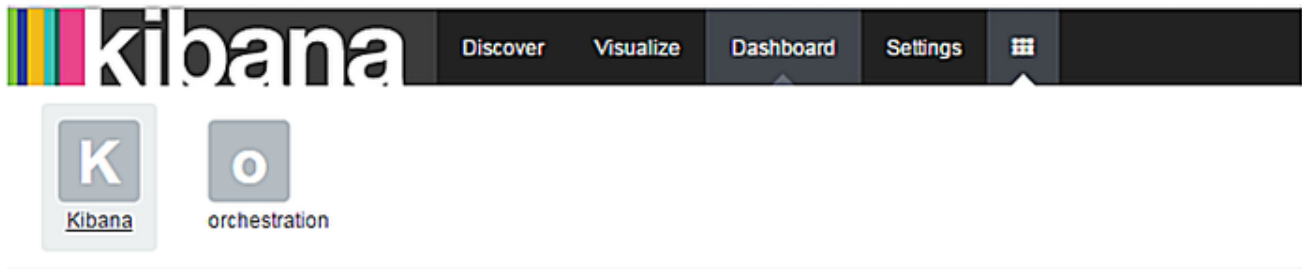 kibana Discover Visualize Dashboard Settings
K o
Kibana orchestration